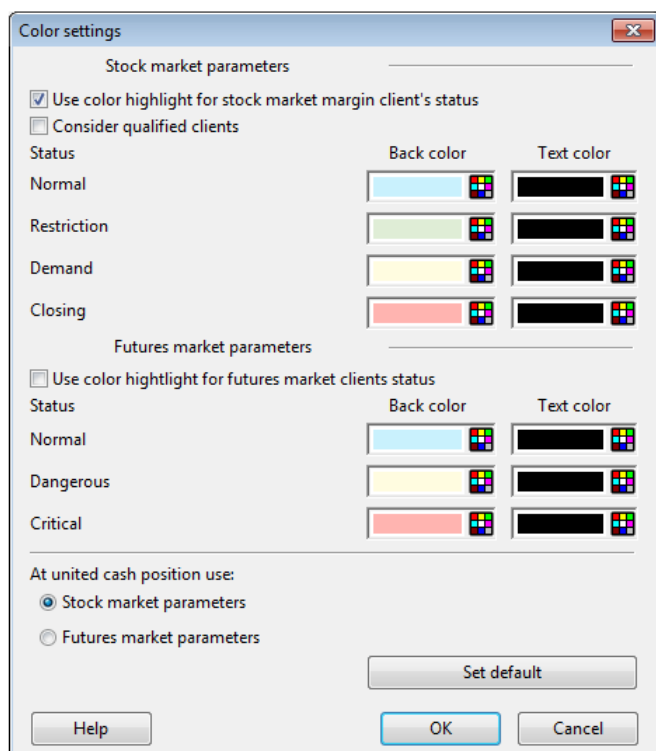 Color settings
Stock market parameters
Use color highlight for stock market margin client's status
Consider qualified clients
Status Back color Text color
Normal
Restriction
Demand
Closing
Futures market parameters
Use color hightlight for futures market clients status
Status Back color Text color
Normal
Dangerous
Critical
At united cash position use:
Stock market parameters
Futures market parameters
Set default
Help OK Cancel